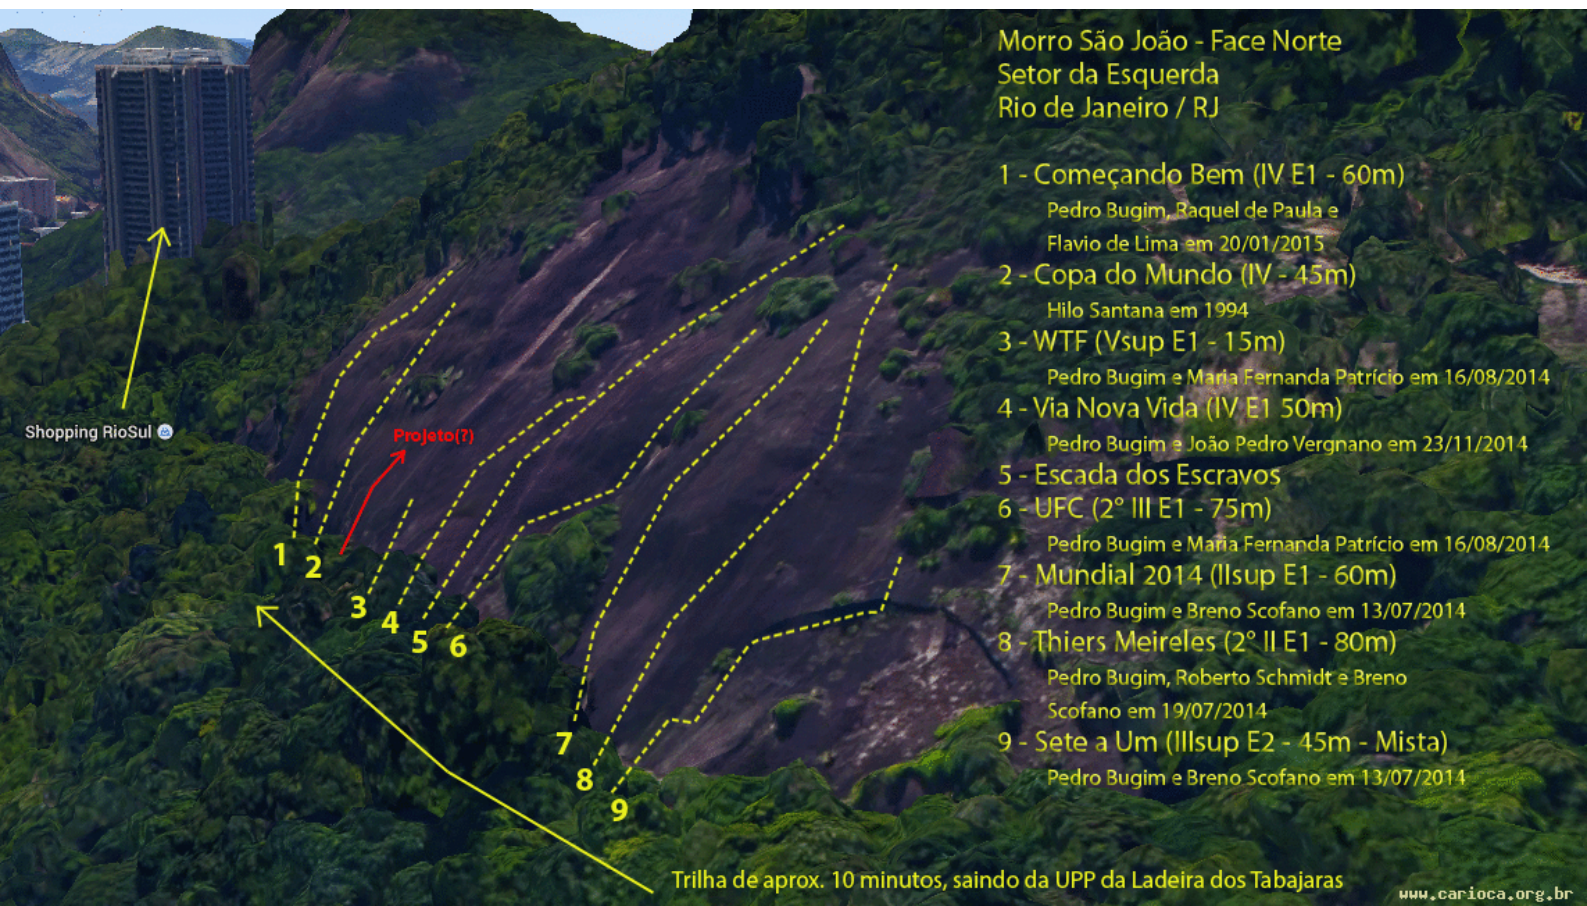 Morro São João - Face Norte
Setor da Esquerda
Rio de Janeiro / RJ
1 - Começando Bem (IV E1 - 60m)
Pedro Bugim, Raquel de Paula e
Flavio de Lima em 20/01/2015
2 - Copa do Mundo (IV - 45m)
Hilo Santana em 1994
3 - WTF (Vsup E1 - 15m)
Pedro Bugim e Maria Fernanda Patrício em 16/08/2014
4 - Via Nova Vida (IV E1 50m)
Pedro Bugim e João Pedro Vergnano em 23/11/2014
5 - Escada dos Escravos
6 - UFC (2° III E1 - 75m)
Pedro Bugim e Maria Fernanda Patrício em 16/08/2014
7 - Mundial 2014 (IIsup E1 - 60m)
Pedro Bugim e Breno Scofano em 13/07/2014
8 - Thiers Meireles (2° II E1 - 80m)
Pedro Bugim, Roberto Schmidt e Breno
Scofano em 19/07/2014
9 - Sete a Um (IIIsup E2 - 45m - Mista)
Pedro Bugim e Breno Scofano em 13/07/2014
Shopping RioSul
Projeto(?)
1
2
3
4
5
6
7
8
9
Trilha de aprox. 10 minutos, saindo da UPP da Ladeira dos Tabajaras
www.carioca.org.br